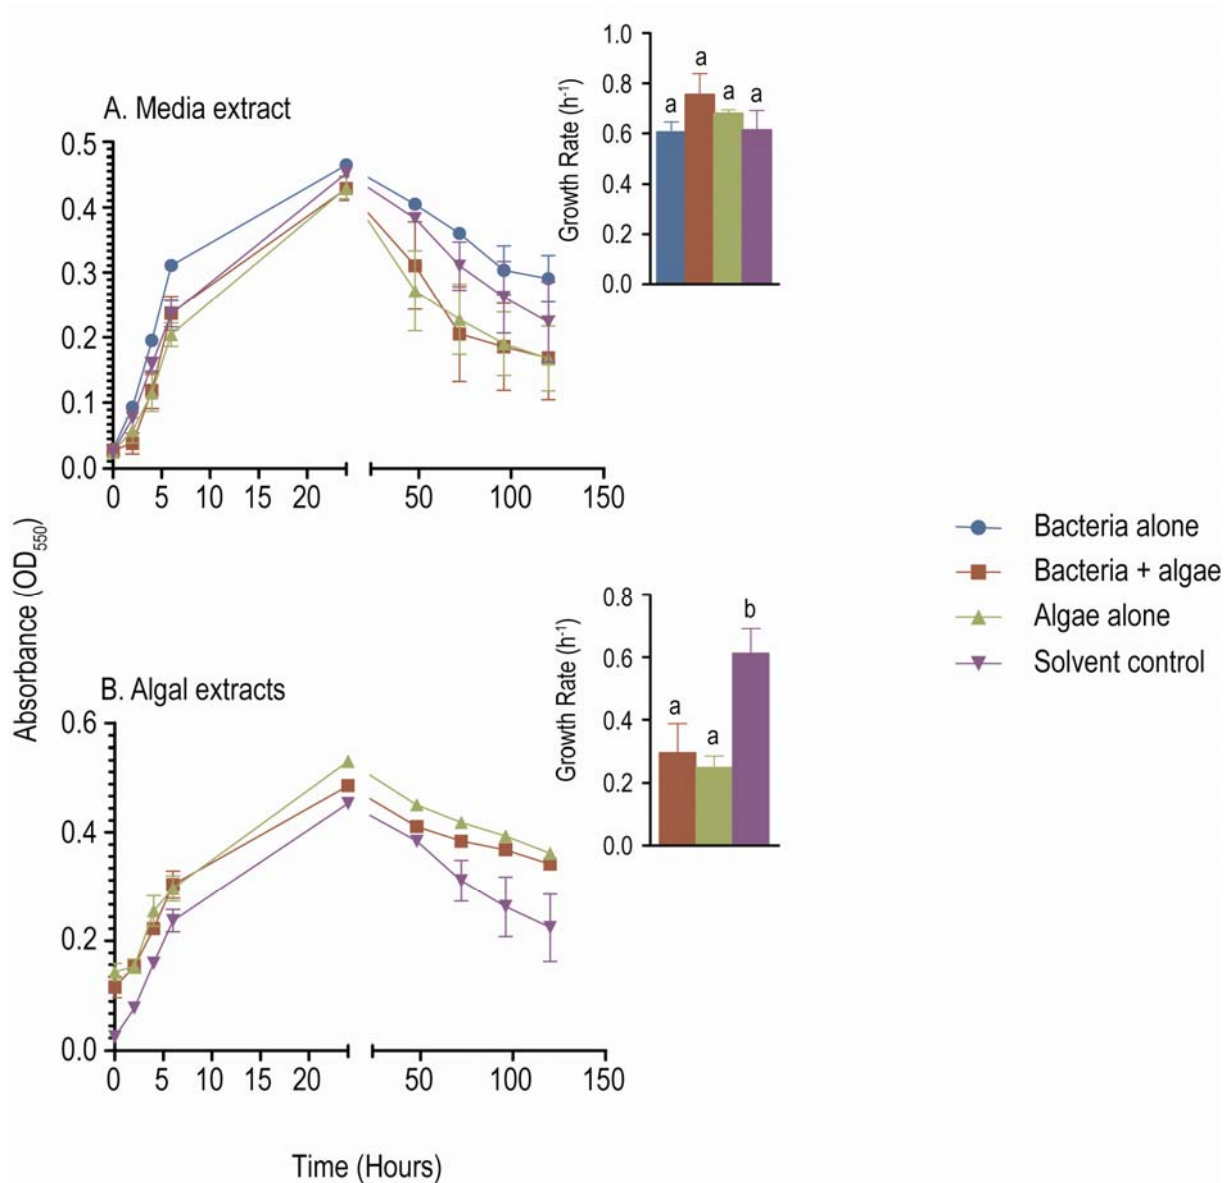 A. Media extract
0.5
0.4
0.3
0.2
0.1
0.0
0 5 10 15 20 50 100 150
Growth Rate (h⁻¹)
1.0
0.8
0.6
0.4
0.2
0.0
a a a a
Absorbance (OD₅₅₀)
Bacteria alone
Bacteria + algae
Algae alone
Solvent control
B. Algal extracts
0.6
0.4
0.2
0.0
0 5 10 15 20 50 100 150
Growth Rate (h⁻¹)
0.8
0.6
0.4
0.2
0.0
a a b
Time (Hours)